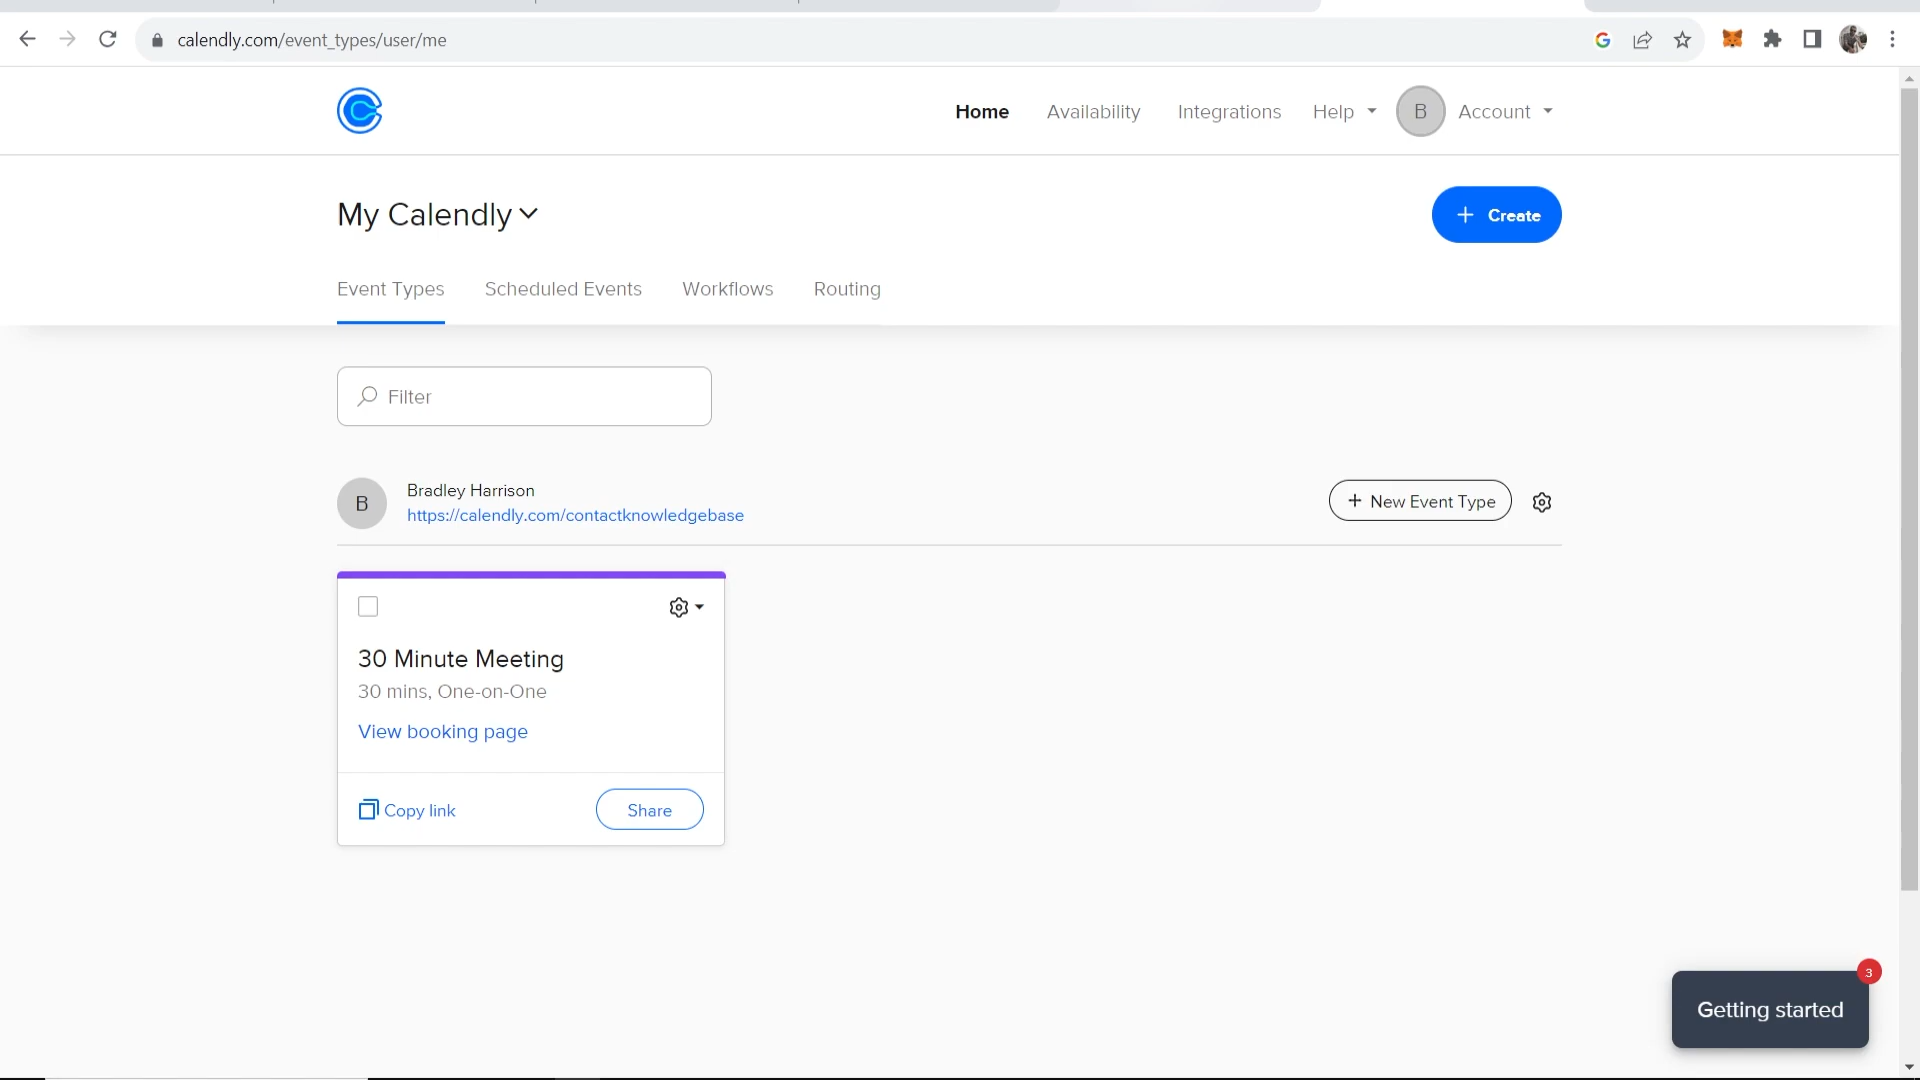 calendly.com/event_types/user/me
Home Availability Integrations Help B Account
My Calendly
+ Create
Event Types Scheduled Events Workflows Routing
Filter
B
Bradley Harrison
https://calendly.com/contactknowledgebase
+ New Event Type
30 Minute Meeting
30 mins, One-on-One
View booking page
Copy link
Share
3
Getting started